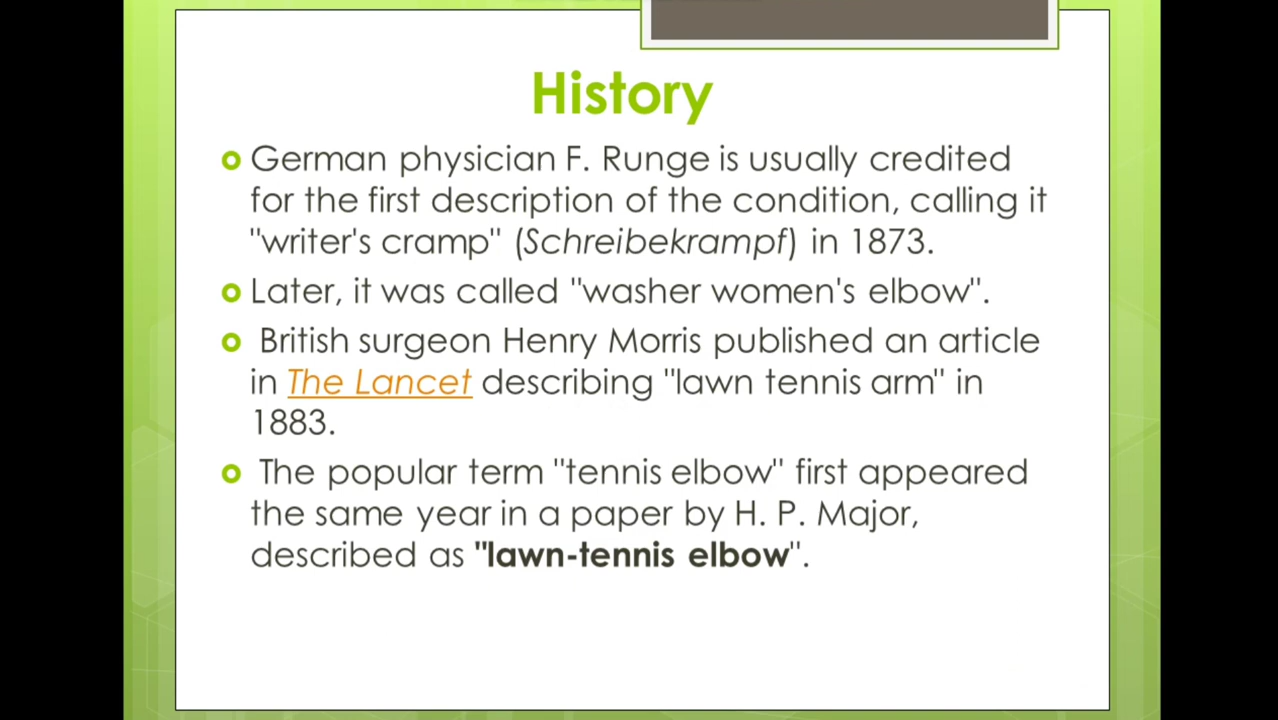 History
German physician F. Runge is usually credited
for the first description of the condition, calling it
"writer's cramp" (Schreibekrampf) in 1873.
Later, it was called "washer women's elbow".
British surgeon Henry Morris published an article
in The Lancet describing "lawn tennis arm" in
1883.
The popular term "tennis elbow" first appeared
the same year in a paper by H. P. Major,
described as "lawn-tennis elbow".